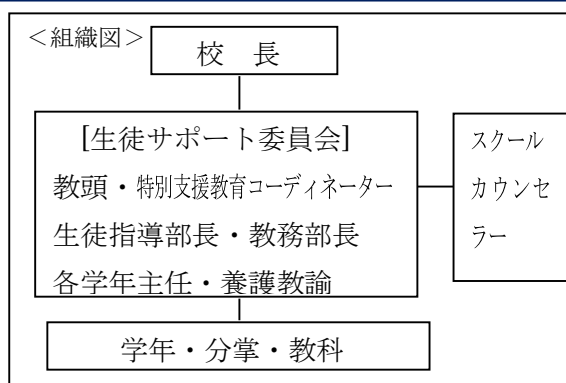 ＜組織図＞
校　長
[生徒サポート委員会]
教頭・特別支援教育コーディネーター
生徒指導部長・教務部長
各学年主任・養護教諭
スクール
カウンセ
ラー
学年・分掌・教科